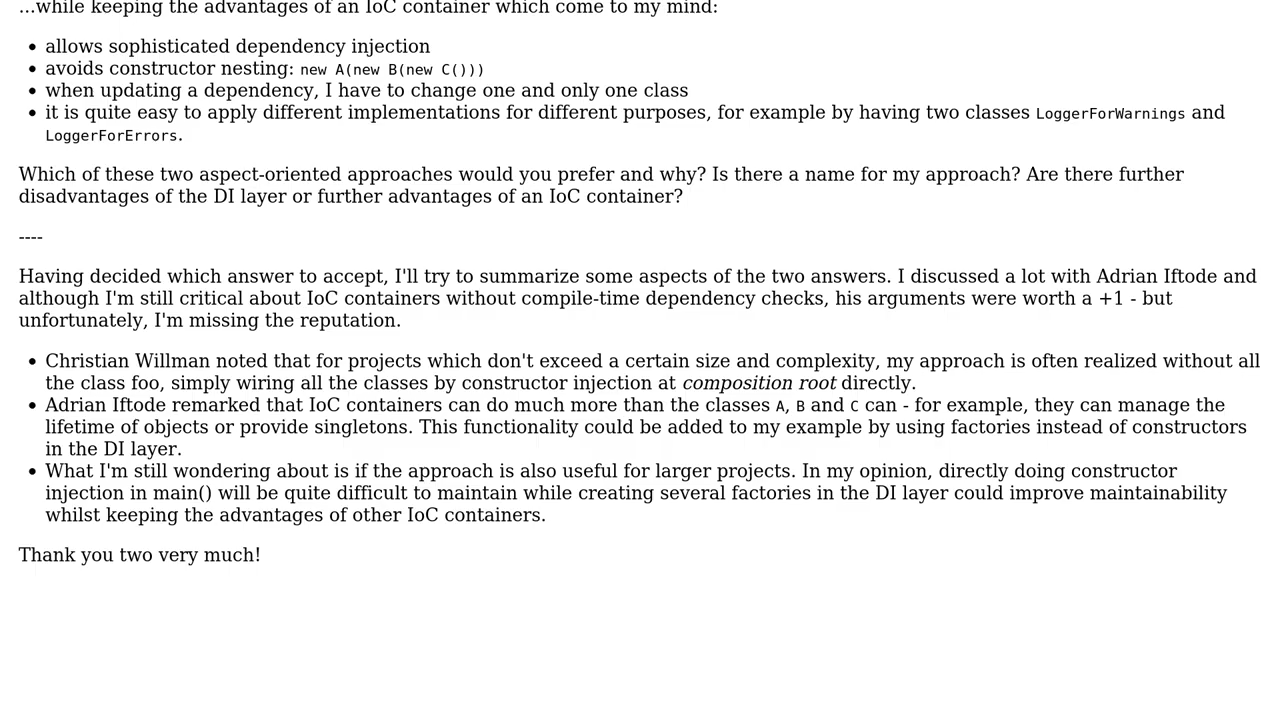 ...while keeping the advantages of an IoC container which come to my mind:
• allows sophisticated dependency injection
• avoids constructor nesting: new A(new B(new C()))
• when updating a dependency, I have to change one and only one class
• it is quite easy to apply different implementations for different purposes, for example by having two classes LoggerForWarnings and
LoggerForErrors.
Which of these two aspect-oriented approaches would you prefer and why? Is there a name for my approach? Are there further
disadvantages of the DI layer or further advantages of an IoC container?
----
Having decided which answer to accept, I'll try to summarize some aspects of the two answers. I discussed a lot with Adrian Iftode and
although I'm still critical about IoC containers without compile-time dependency checks, his arguments were worth a +1 - but
unfortunately, I'm missing the reputation.
• Christian Willman noted that for projects which don't exceed a certain size and complexity, my approach is often realized without all
the class foo, simply wiring all the classes by constructor injection at composition root directly.
• Adrian Iftode remarked that IoC containers can do much more than the classes A, B and C can - for example, they can manage the
lifetime of objects or provide singletons. This functionality could be added to my example by using factories instead of constructors
in the DI layer.
• What I'm still wondering about is if the approach is also useful for larger projects. In my opinion, directly doing constructor
injection in main() will be quite difficult to maintain while creating several factories in the DI layer could improve maintainability
whilst keeping the advantages of other IoC containers.
Thank you two very much!